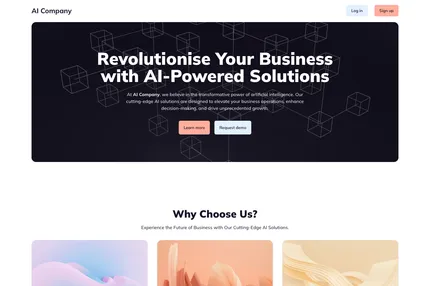 AI Company
Log in
Sign up
Revolutionise Your Business
with AI-Powered Solutions
At AI Company, we believe in the transformative power of artificial intelligence. Our
cutting-edge AI solutions are designed to elevate your business operations, enhance
decision-making, and drive unprecedented growth.
Learn more
Request demo
Why Choose Us?
Experience the Future of Business with Our Cutting-Edge AI Solutions.